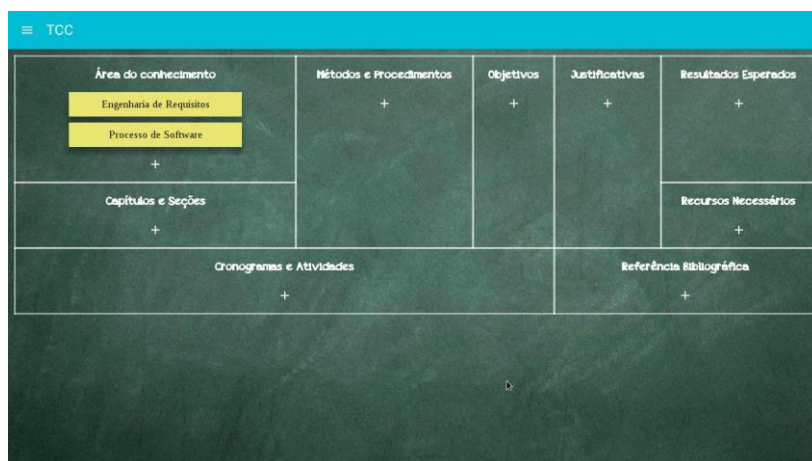 TCC
Área do conhecimento
Engenharia de Requisitos
Processo de Software
+
Métodos e Procedimentos
+
Objetivos
+
Justificativas
+
Resultados Esperados
+
Capítulos e Seções
+
Recursos Necessários
+
Cronogramas e Atividades
+
Referência Bibliográfica
+